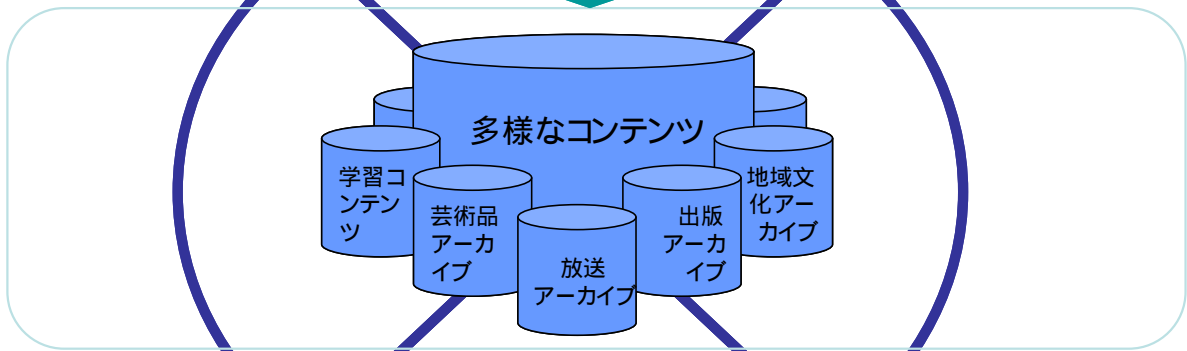 多様なコンテンツ
学習コ
ンテン
ツ
芸術品
アーカ
イブ
放送
アーカイブ
出版
アーカ
イブ
地域文
化アー
カイブ